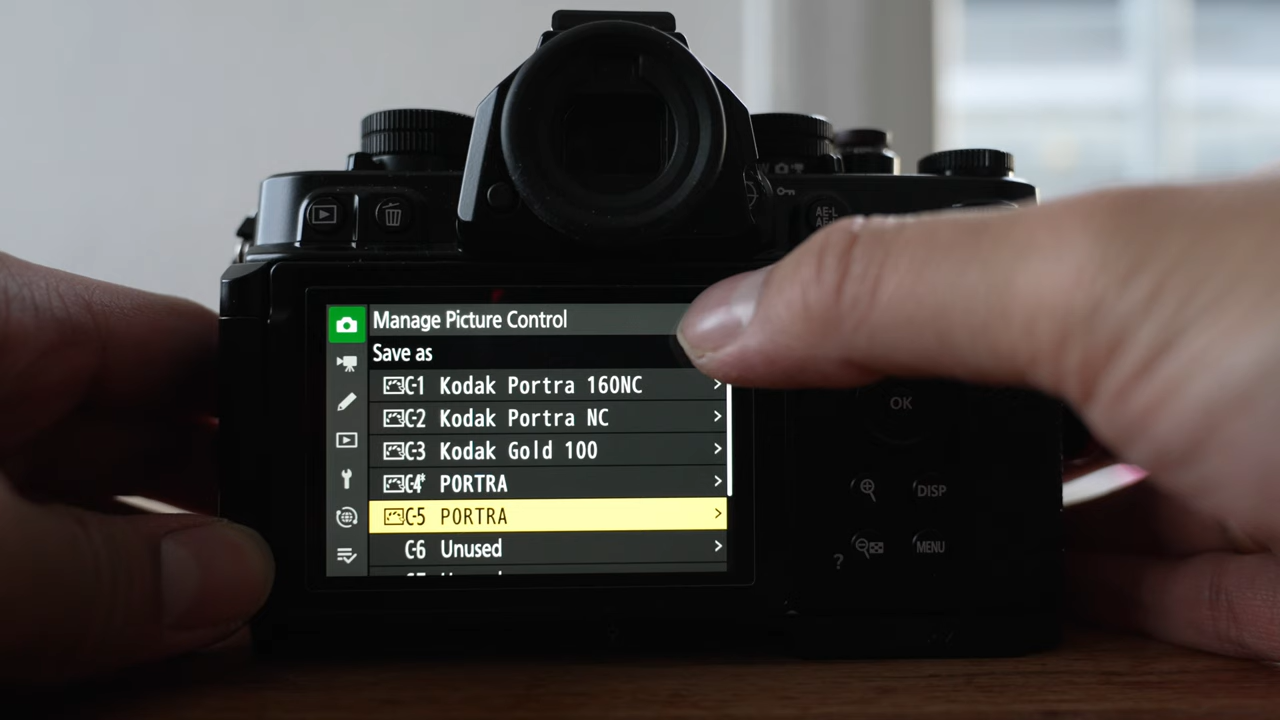 AE-L
Manage Picture Control
Save as
C-1 Kodak Portra 160NC
C-2 Kodak Portra NC
C-3 Kodak Gold 100
C-4* PORTRA
C-5 PORTRA
C-6 Unused
OK
DISP
? MENU